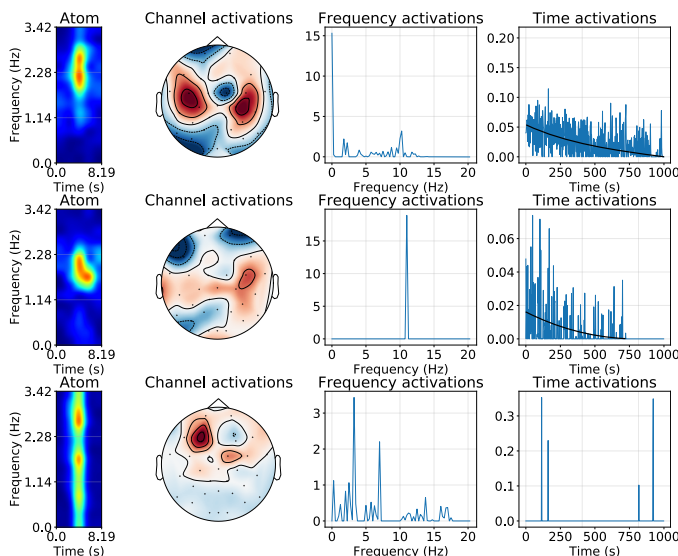 Atom Channel activations Frequency activations Time activations
3.42 2.28 1.14 0.0
Frequency (Hz)
0.0 8.19
Time (s)
15 10 5 0
0 5 10 15 20
Frequency (Hz)
0.20 0.15 0.10 0.05 0.00
0 250 500 750 1000
Time (s)
Atom Channel activations Frequency activations Time activations
3.42 2.28 1.14 0.0
Frequency (Hz)
0.0 8.19
Time (s)
15 10 5 0
0 5 10 15 20
Frequency (Hz)
0.06 0.04 0.02 0.00
0 250 500 750 1000
Time (s)
Atom Channel activations Frequency activations Time activations
3.42 2.28 1.14 0.0
Frequency (Hz)
0.0 8.19
Time (s)
3 2 1 0
0 5 10 15 20
Frequency (Hz)
0.3 0.2 0.1 0.0
0 250 500 750 1000
Time (s)